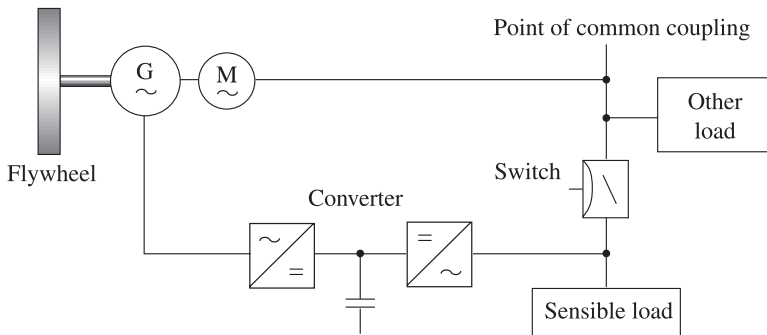 Point of common coupling
G
M
Other
load
Flywheel
Switch
Converter
Sensible load